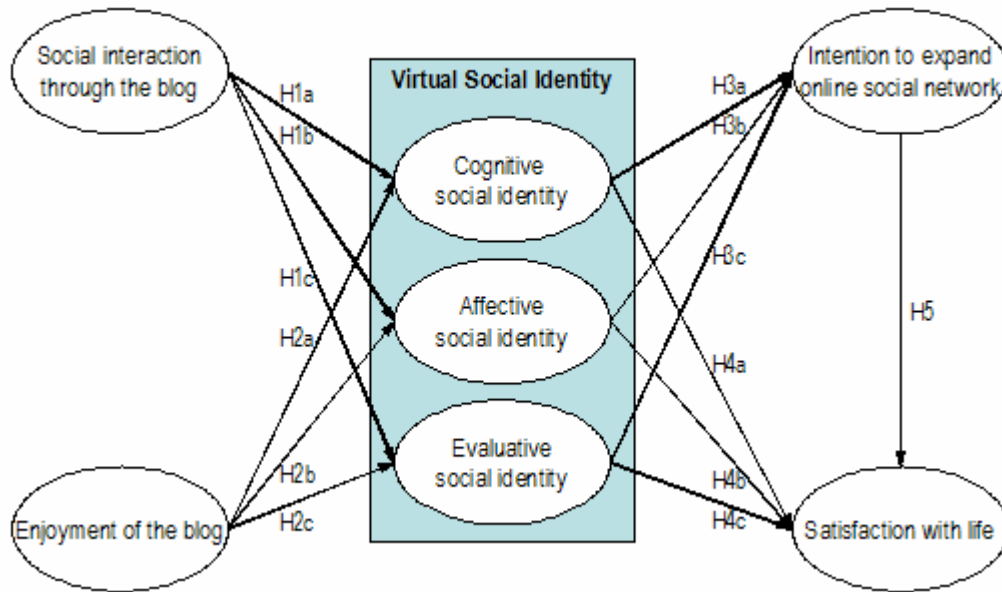 Social interaction
through the blog
Virtual Social Identity
Intention to expand
online social network
H1a
H1b
H3a
H3b
Cognitive
social identity
H1c
H3c
Affective
social identity
H5
H2a
H4a
Evaluative
social identity
H2b
H2c
H4b
H4c
Enjoyment of the blog
Satisfaction with life